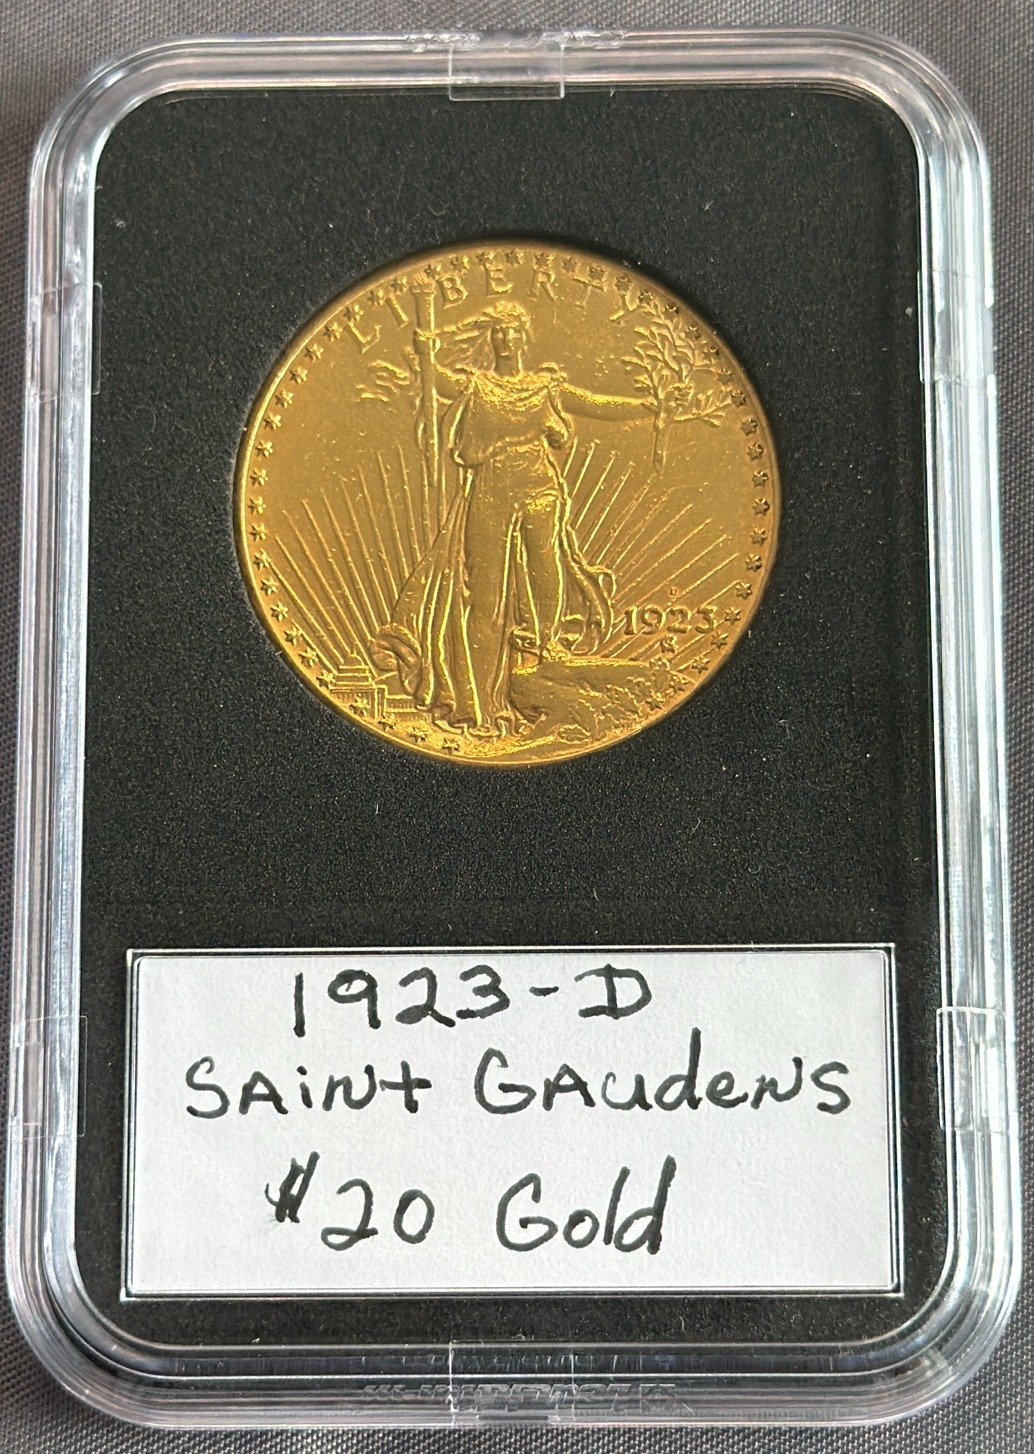 LIBERTY
D
1923
1923-D
SAiNt GAudeNS
$20 Gold